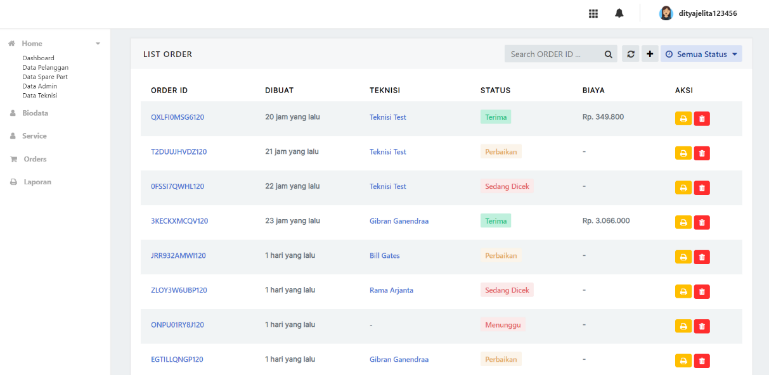 dityajelita123456
Home
Dashboard
Data Pelanggan
Data Spare Part
Data Admin
Data Teknisi
Biodata
Service
Orders
Laporan
LIST ORDER
Search ORDER ID ...
Semua Status
ORDER ID DIBUAT TEKNISI STATUS BIAYA AKSI
QXLFI0MSG6120 20 jam yang lalu Teknisi Test Terima Rp. 349.800
T2DUUJHVDZ120 21 jam yang lalu Teknisi Test Perbaikan -
0FSSI7QWHL120 22 jam yang lalu Teknisi Test Sedang Dicek -
3KECKXMCQV120 23 jam yang lalu Gibran Ganendraa Terima Rp. 3.066.000
JRR932AMWI120 1 hari yang lalu Bill Gates Perbaikan -
ZLOY3W6UBP120 1 hari yang lalu Rama Arjanta Sedang Dicek -
ONPU01RY8J120 1 hari yang lalu - Menunggu -
EGTILLQNGP120 1 hari yang lalu Gibran Ganendraa Perbaikan -